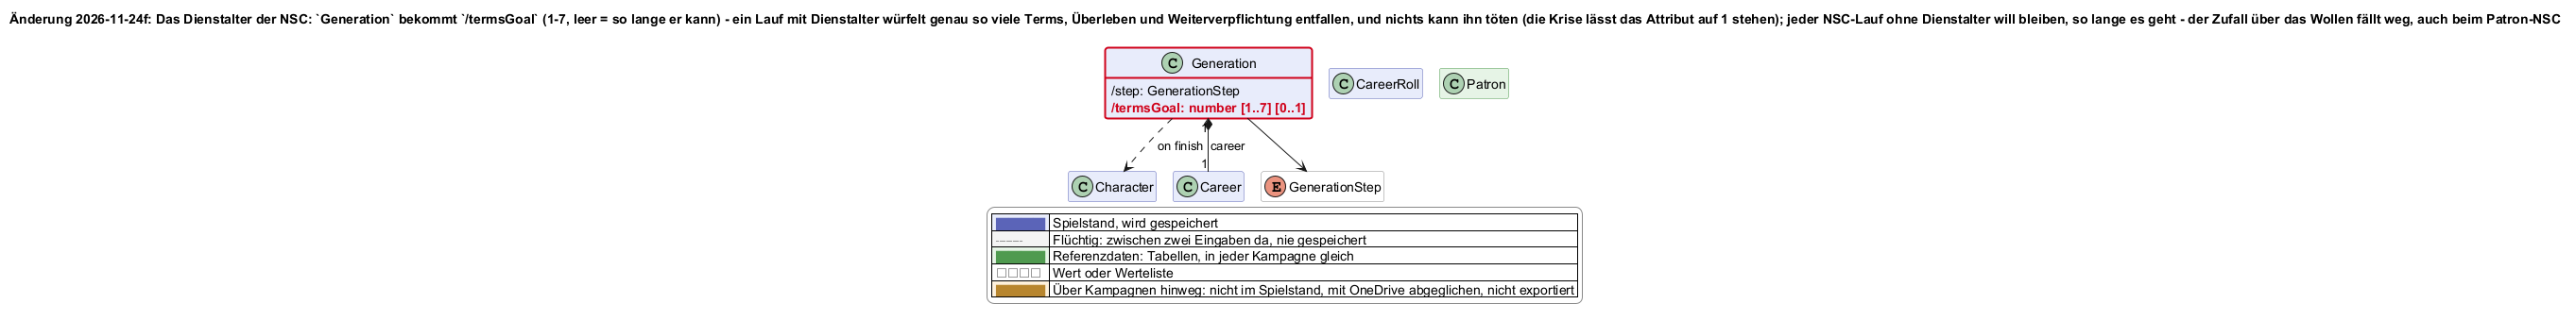 Änderung 2026-11-24f: Das Dienstalter der NSC: `Generation` bekommt `/termsGoal` (1-7, leer = so lange er kann) - ein Lauf mit Dienstalter würfelt genau so viele Terms, Überleben und Weiterverpflichtung entfallen, und nichts kann ihn töten (die Krise lässt das Attribut auf 1 stehen); jeder NSC-Lauf ohne Dienstalter will bleiben, so lange es geht - der Zufall über das Wollen fällt weg, auch beim Patron-NSC
C Generation
/step: GenerationStep
/termsGoal: number [1..7] [0..1]
C CareerRoll
C Patron
1
on finish
career
1
C Character
C Career
E GenerationStep
Spielstand, wird gespeichert
Flüchtig: zwischen zwei Eingaben da, nie gespeichert
Referenzdaten: Tabellen, in jeder Kampagne gleich
Wert oder Werteliste
Über Kampagnen hinweg: nicht im Spielstand, mit OneDrive abgeglichen, nicht exportiert